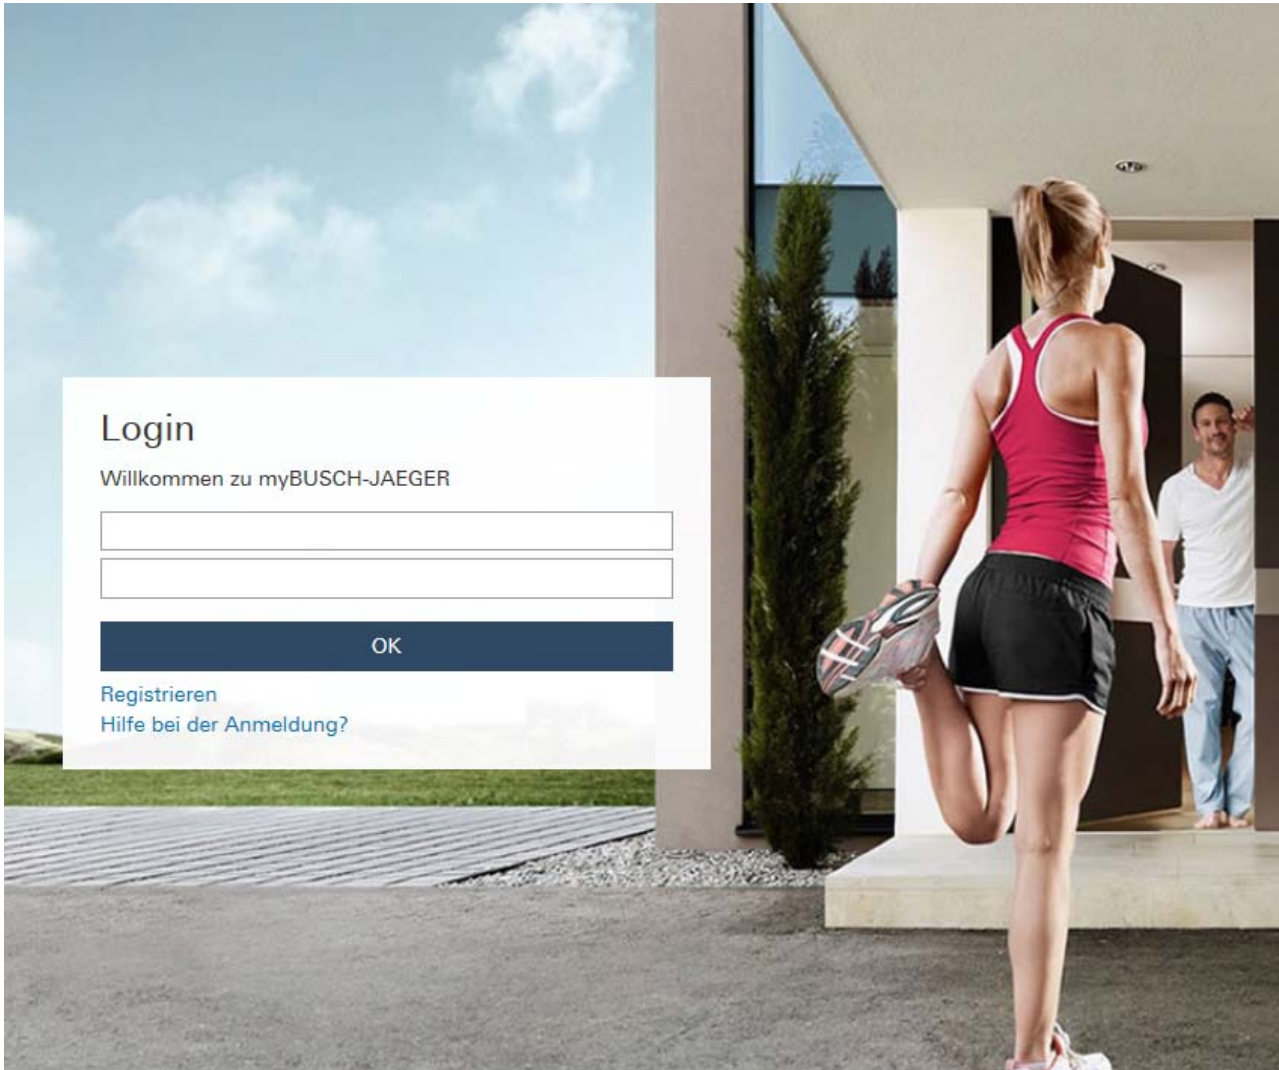 Login
Willkommen zu myBUSCH-JAEGER
OK
Registrieren
Hilfe bei der Anmeldung?